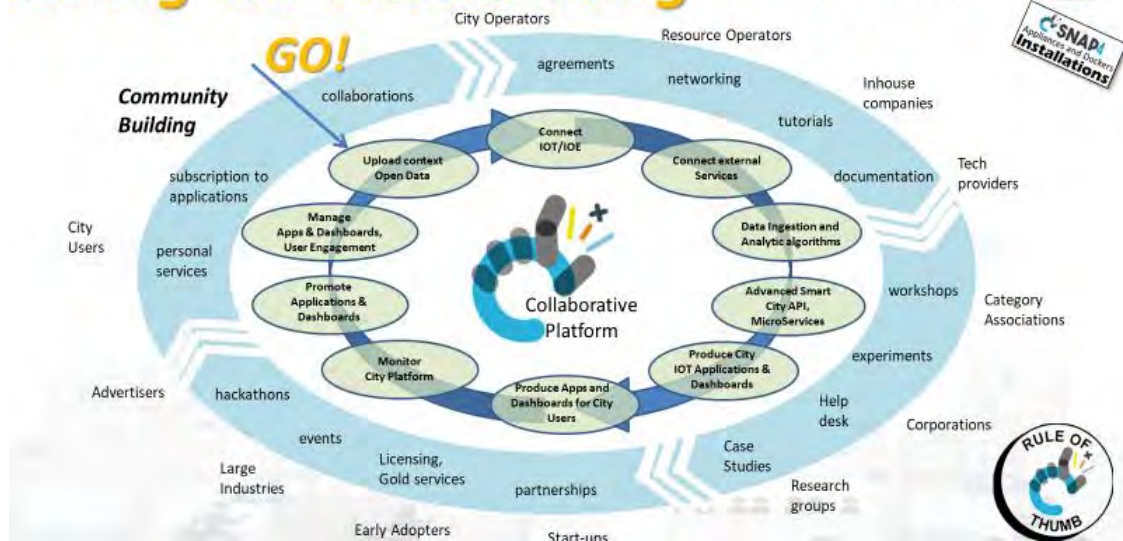 City Operators
GO!
Resource Operators
SNAP4
Appliances and Dockers
Installations
agreements
networking
collaborations
Community
Building
Inhouse
companies
tutorials
Connect
IOT/IOE
Upload context
Open Data
Connect external
Services
Tech
providers
documentation
subscription to
applications
City
Users
Manage
Apps & Dashboards,
User Engagement
Data Ingestion and
Analytic algorithms
personal
services
Collaborative
Platform
Promote
Applications &
Dashboards
Advanced Smart
City API,
MicroServices
workshops
Category
Associations
experiments
Monitor
City Platform
Produce City
IOT Applications &
Dashboards
Produce Apps and
Dashboards for City
Users
Advertisers
hackathons
Help
desk
Corporations
events
Case
Studies
Licensing,
Gold services
partnerships
Large
Industries
Research
groups
Early Adopters
Start-ups
RULE OF
THUMB